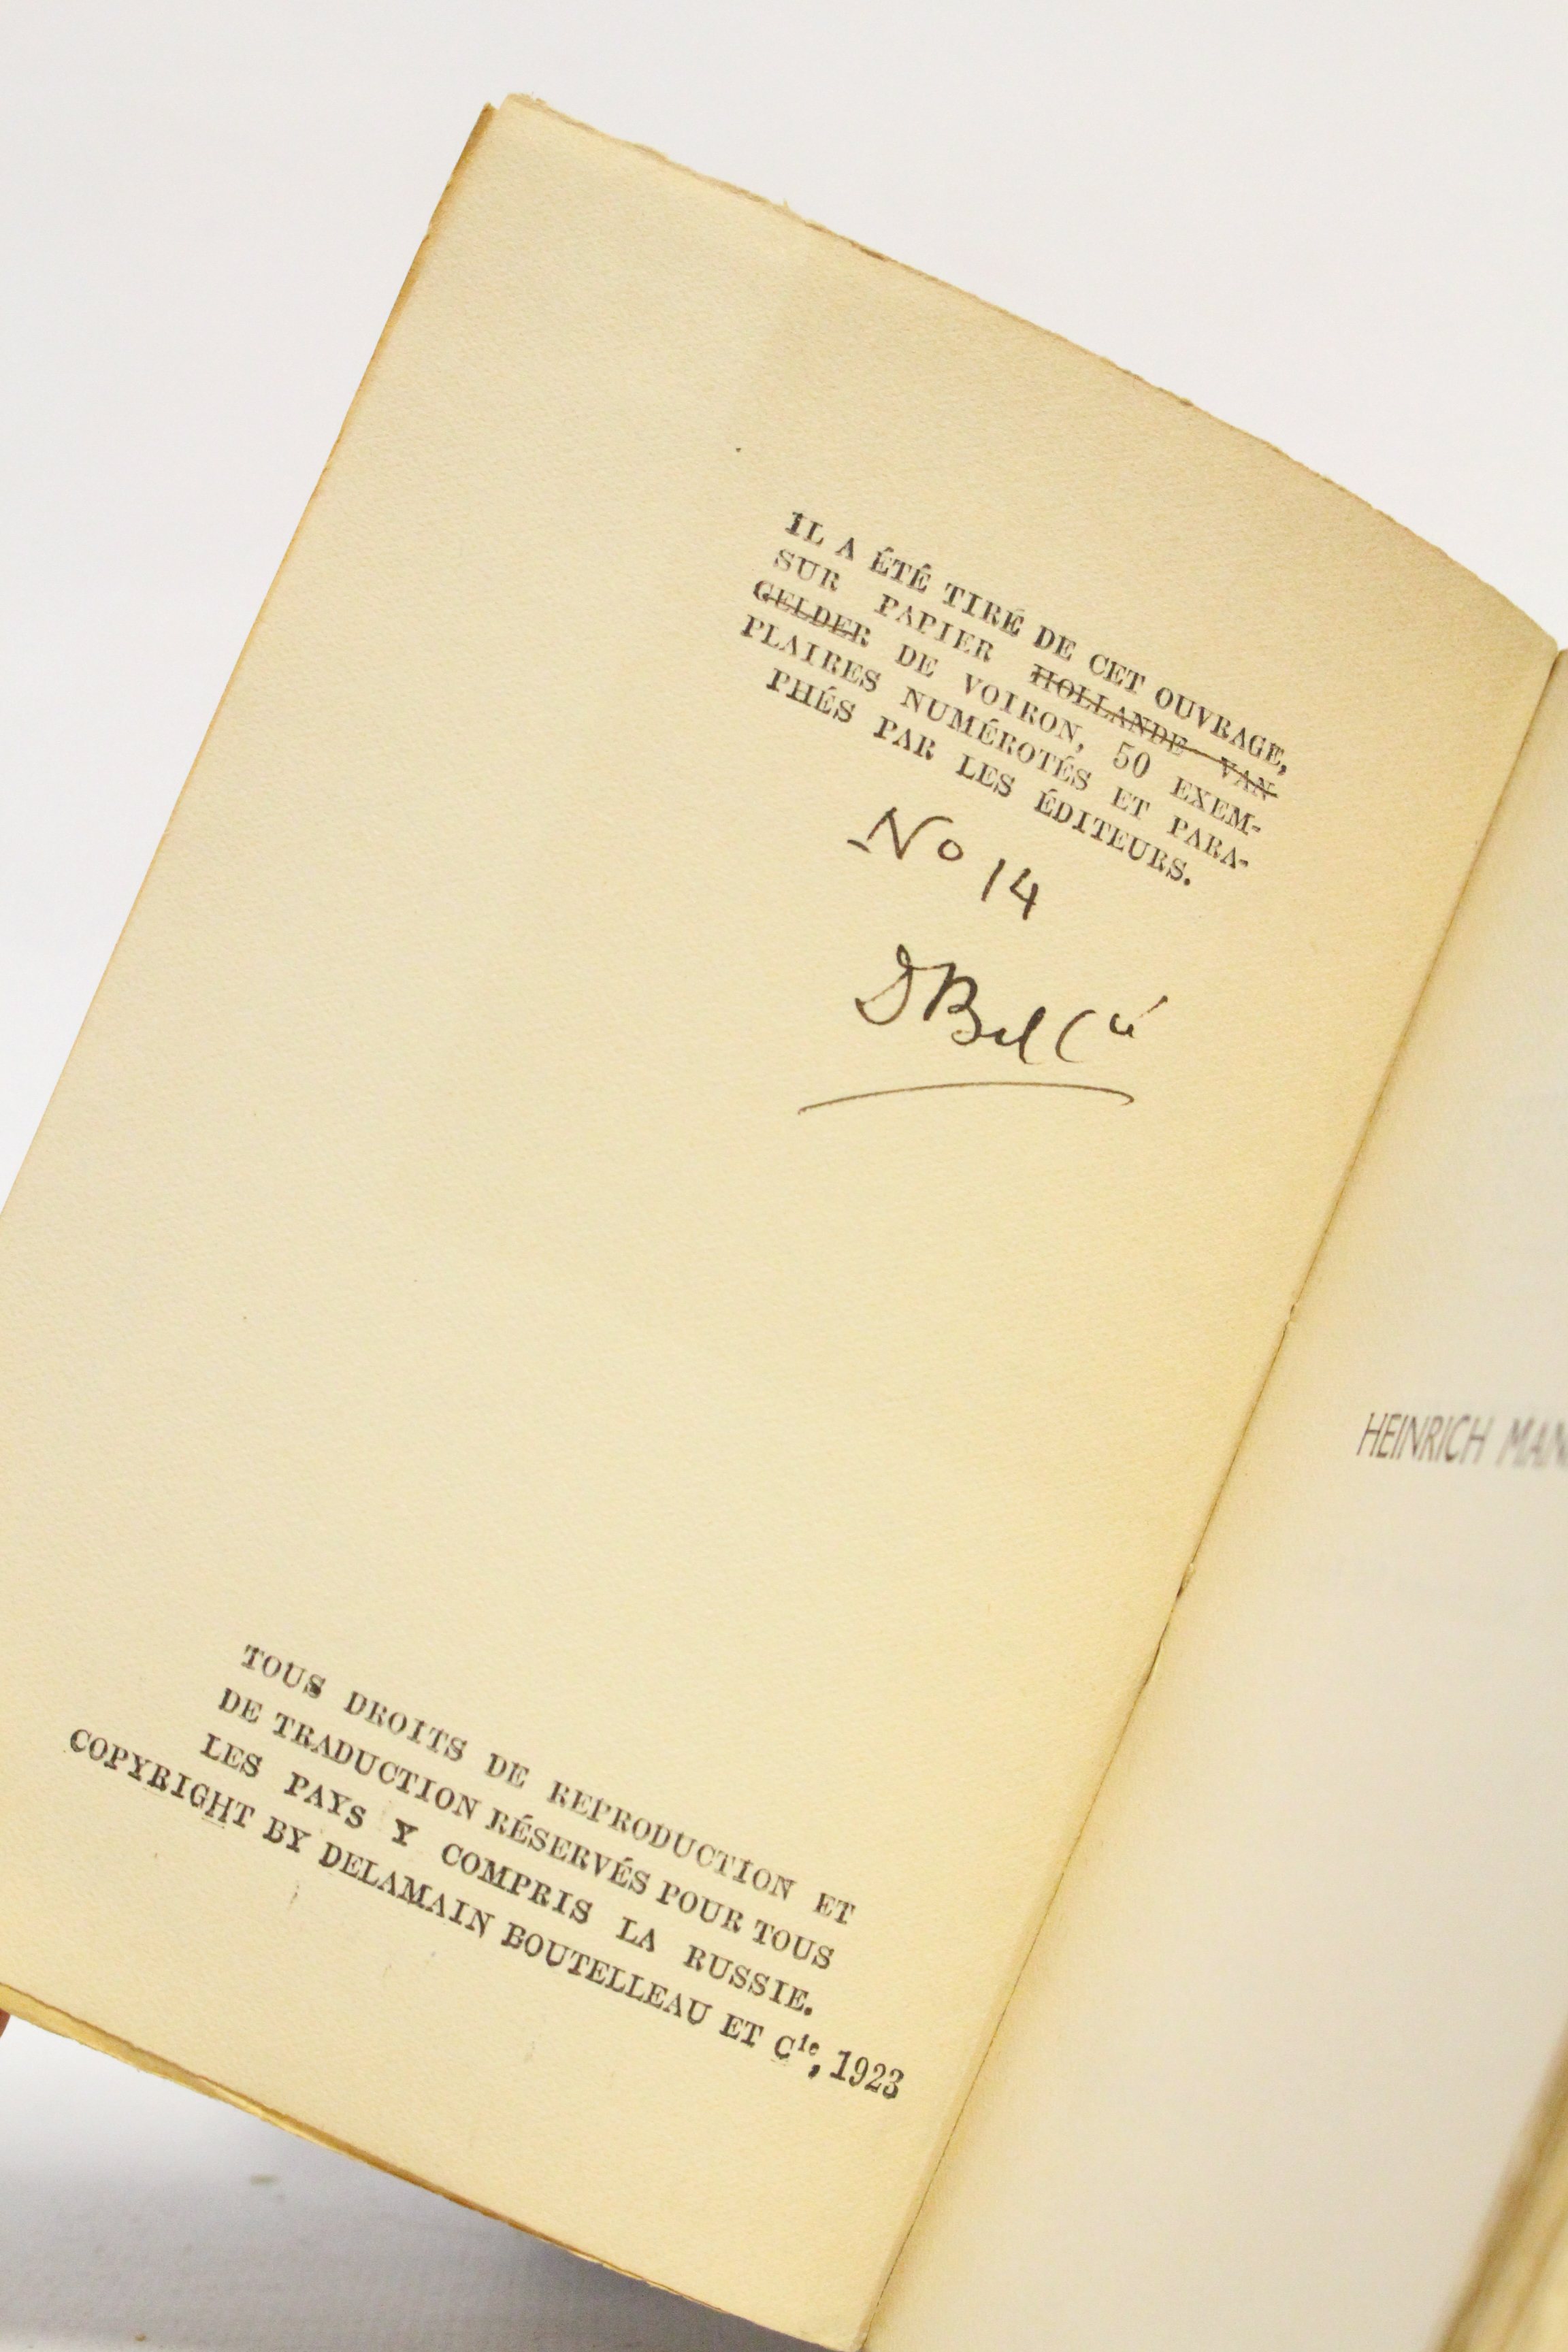 IL A ÉTÉ TIRÉ DE CET OUVRAGE,
SUR PAPIER HOLLANDE VAN
GELDER DE VOIRON, 50 EXEM-
PLAIRES NUMÉROTÉS ET PARA-
PHÉS PAR LES ÉDITEURS.
No 14
TOUS DROITS DE REPRODUCTION ET
DE TRADUCTION RÉSERVÉS POUR TOUS
LES PAYS Y COMPRIS LA RUSSIE.
COPYRIGHT BY DELAMAIN BOUTELLEAU ET Cie, 1923
HEINRICH